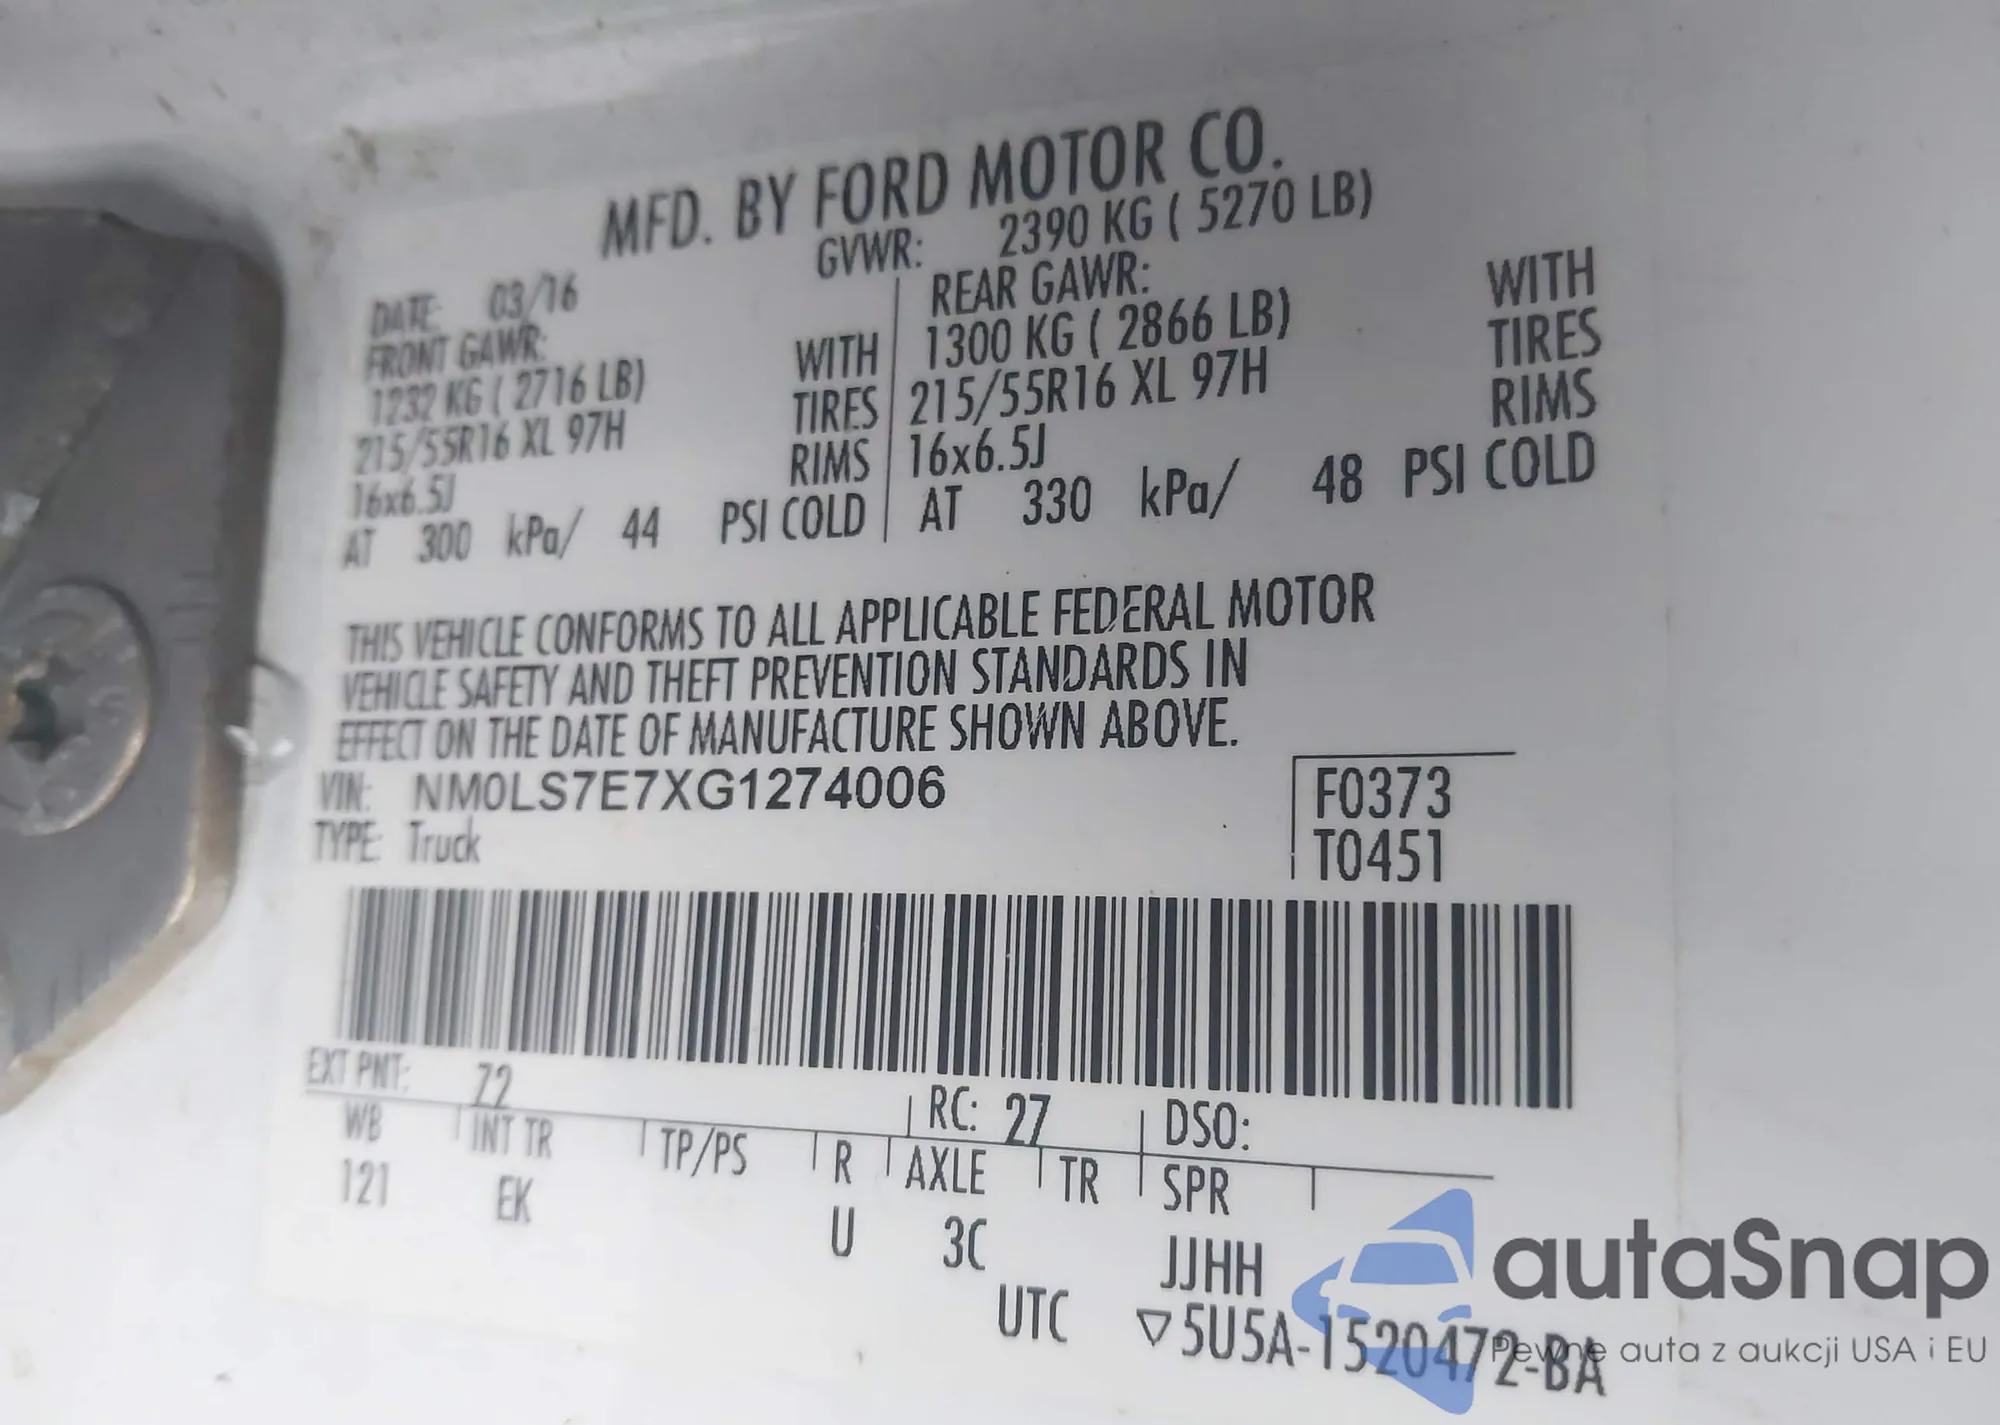 MFD. BY FORD MOTOR CO.
DATE: 03/16 GVWR: 2390 KG ( 5270 LB)
FRONT GAWR: REAR GAWR:
1232 KG ( 2716 LB) WITH 1300 KG ( 2866 LB) WITH
215/55R16 XL 97H TIRES 215/55R16 XL 97H TIRES
16x6.5J RIMS 16x6.5J RIMS
AT 300 kPa/ 44 PSI COLD AT 330 kPa/ 48 PSI COLD
THIS VEHICLE CONFORMS TO ALL APPLICABLE FEDERAL MOTOR
VEHICLE SAFETY AND THEFT PREVENTION STANDARDS IN
EFFECT ON THE DATE OF MANUFACTURE SHOWN ABOVE.
VIN: NM0LS7E7XG1274006 F0373
TYPE: Truck T0451
EXT PNT: Z2 RC: 27 DSO:
WB INT TR TP/PS R AXLE TR SPR
121 EK U 3C JJHH
UTC ▽5U5A-1520472-BA
autaSnap
Pewne auta z aukcji USA i EU